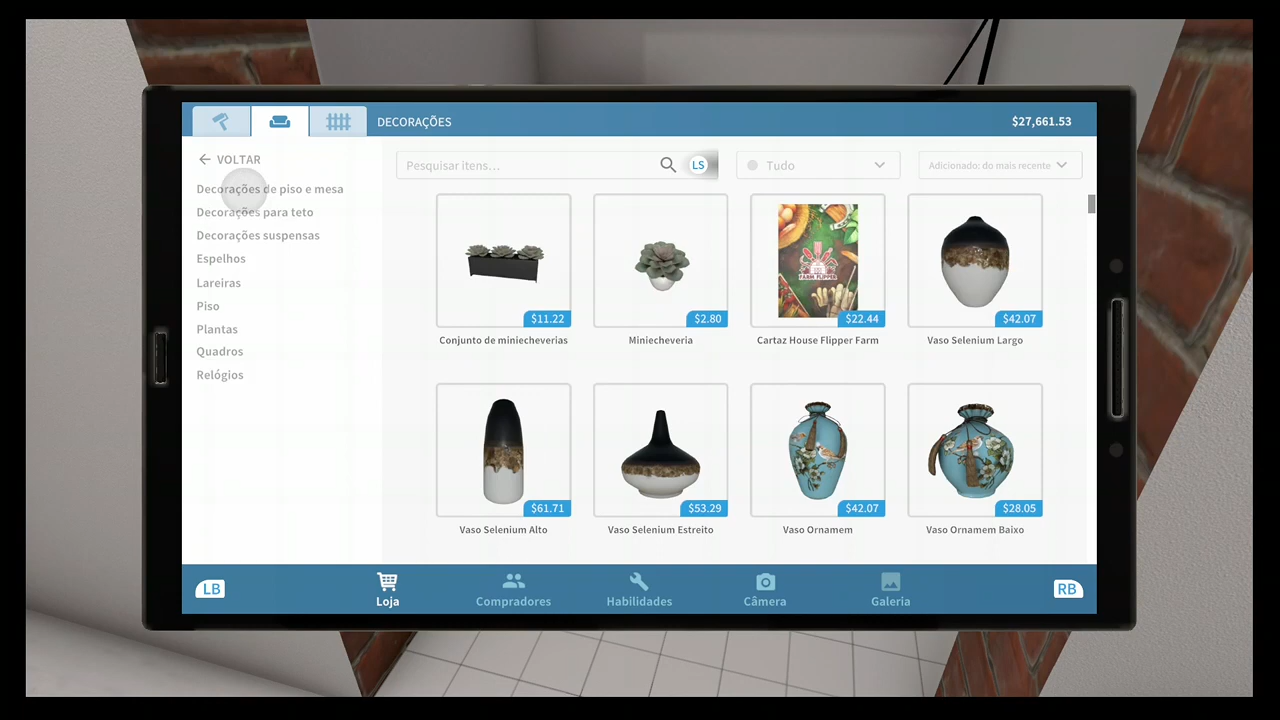 DECORAÇÕES
$27,661.53
VOLTAR
Pesquisar itens...
LS
Tudo
Adicionado: do mais recente
Decorações de piso e mesa
Decorações para teto
Decorações suspensas
Espelhos
Lareiras
Piso
Plantas
Quadros
Relógios
FARM FLIPPER
$11.22
$2.80
$22.44
$42.07
Conjunto de miniecheverias
Miniecheveria
Cartaz House Flipper Farm
Vaso Selenium Largo
$61.71
$53.29
$42.07
$28.05
Vaso Selenium Alto
Vaso Selenium Estreito
Vaso Ornamem
Vaso Ornamem Baixo
LB
Loja
Compradores
Habilidades
Câmera
Galeria
RB